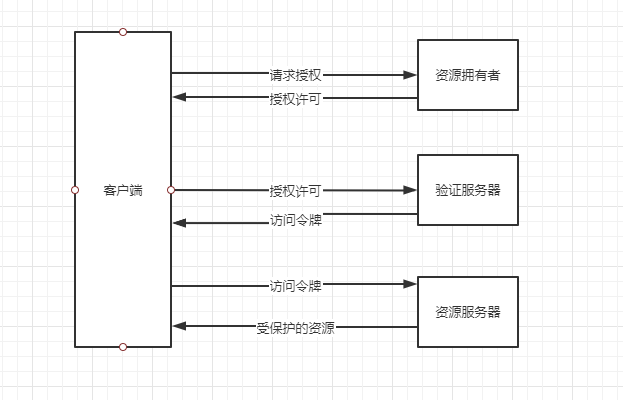 请求授权
资源拥有者
授权许可
客户端
授权许可
验证服务器
访问令牌
访问令牌
资源服务器
受保护的资源